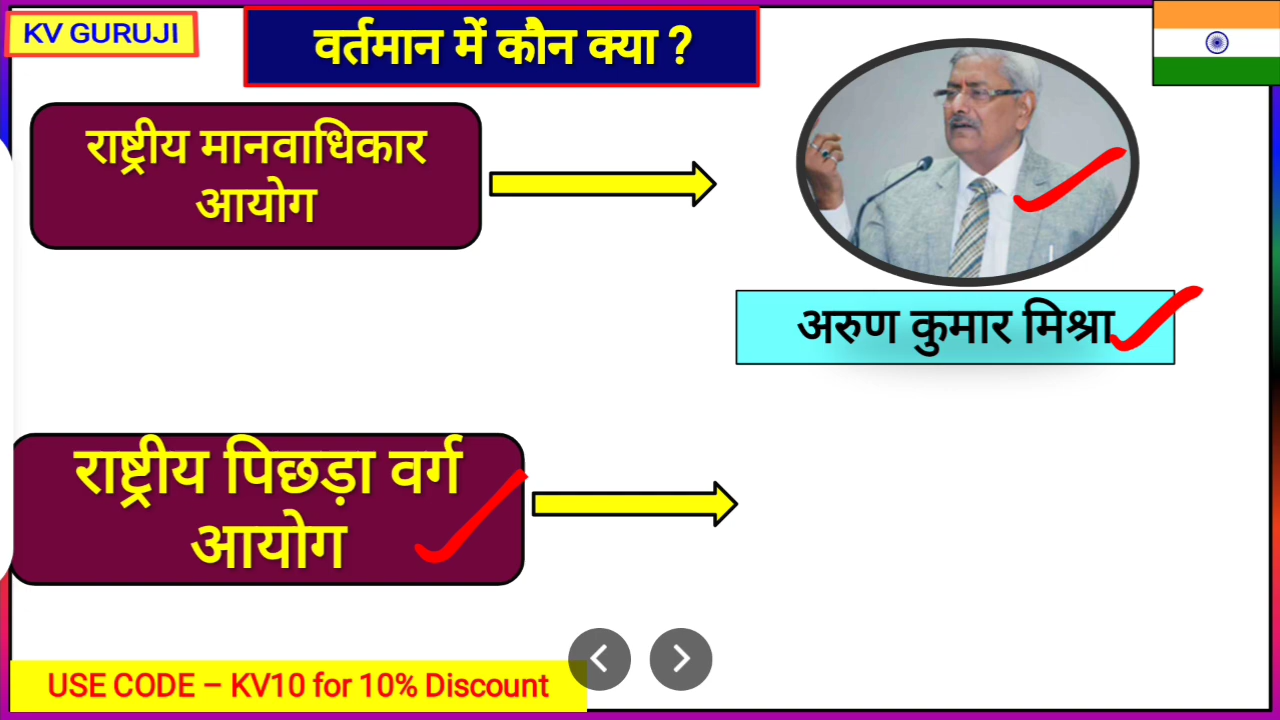 KV GURUJI
वर्तमान में कौन क्या ?
राष्ट्रीय मानवाधिकार
आयोग
अरुण कुमार मिश्रा
राष्ट्रीय पिछड़ा वर्ग
आयोग
USE CODE – KV10 for 10% Discount